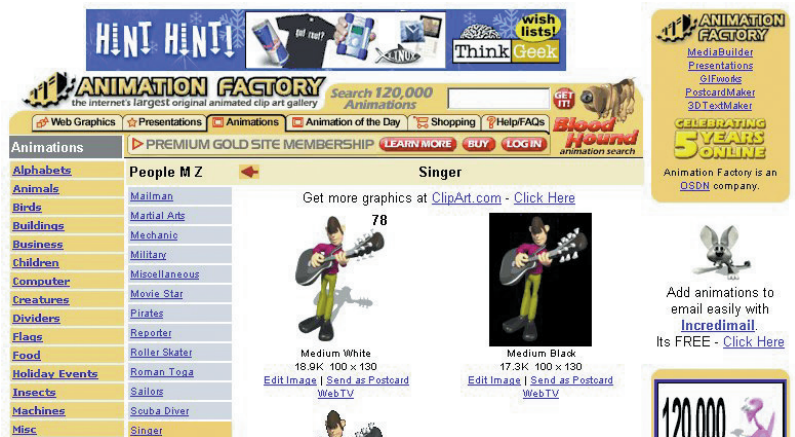 HINT HINT!
got root?
LINUX
wish
lists!
ThinkGeek
ANIMATION FACTORY
the internet's largest original animated clip art gallery
Search 120,000
Animations
GET
IT!
Blood
Hound
animation search
Web Graphics
Presentations
Animations
Animation of the Day
Shopping
Help/FAQs
PREMIUM GOLD SITE MEMBERSHIP
LEARN MORE
BUY
LOG IN
Animations
Alphabets
Animals
Birds
Buildings
Business
Children
Computer
Creatures
Dividers
Flags
Food
Holiday Events
Insects
Machines
Misc
People M Z
Mailman
Martial Arts
Mechanic
Military
Miscellaneous
Movie Star
Pirates
Reporter
Roller Skater
Roman Toga
Sailors
Scuba Diver
Singer
Singer
Get more graphics at ClipArt.com - Click Here
78
Medium White
18.9K 100 x 130
Edit Image | Send as Postcard
WebTV
Medium Black
17.3K 100 x 130
Edit Image | Send as Postcard
WebTV
ANIMATION
FACTORY
MediaBuilder
Presentations
GIFworks
PostcardMaker
3DTextMaker
CELEBRATING
5 YEARS
ONLINE
Animation Factory is an
OSDN company.
Add animations to
email easily with
Incredimail.
Its FREE - Click Here
120,000